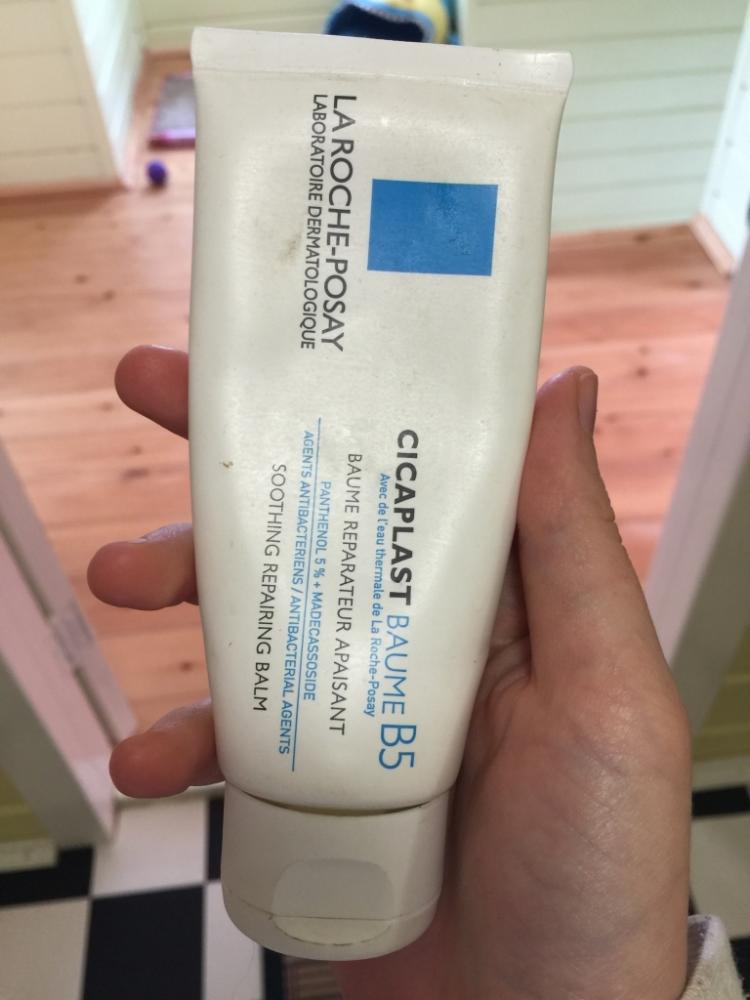 LA ROCHE-POSAY
LABORATOIRE DERMATOLOGIQUE
CICAPLAST BAUME B5
Avec de l'eau thermale de La Roche-Posay
BAUME REPARATEUR APAISANT
PANTHENOL 5 % + MADECASSOSIDE
AGENTS ANTIBACTERIENS / ANTIBACTERIAL AGENTS
SOOTHING REPAIRING BALM